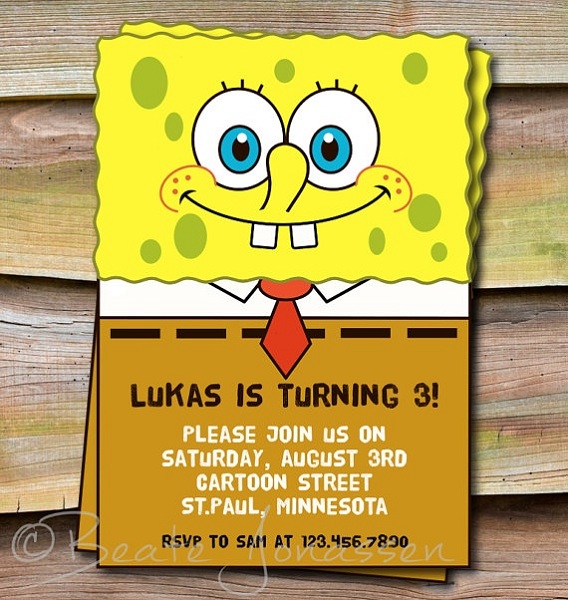 LUKAS IS TURNING 3!
PLEASE JOIN US ON
SATURDAY, AUGUST 3RD
CARTOON STREET
ST.PAUL, MINNESOTA
RSVP TO SAM AT 123.456.7890
© Beate Jonassen